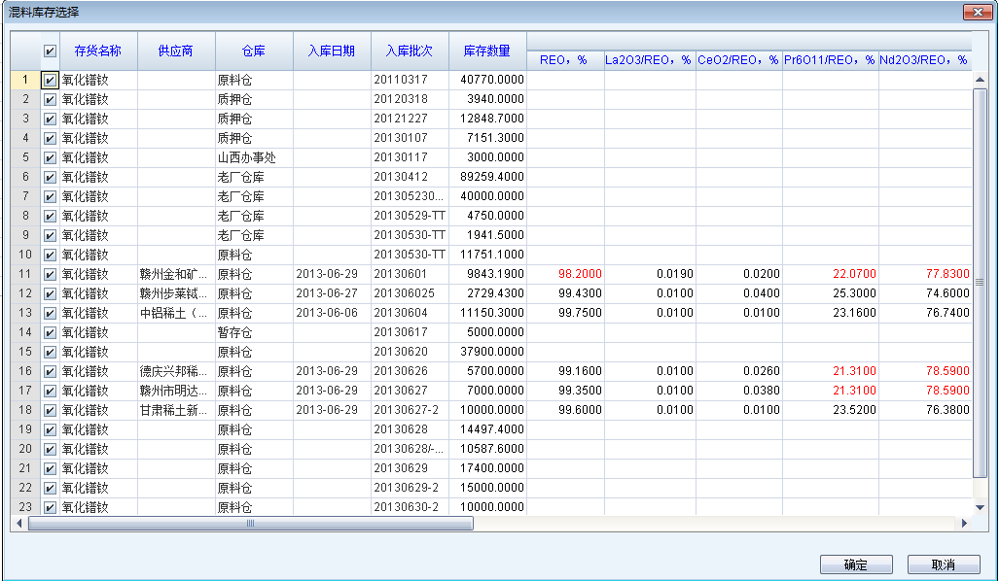 混料库存选择
存货名称 供应商 仓库 入库日期 入库批次 库存数量 REO，% La2O3/REO，% CeO2/REO，% Pr6O11/REO，% Nd2O3/REO，%
1 氧化镨钕 原料仓 20110317 40770.0000
2 氧化镨钕 质押仓 20120318 3940.0000
3 氧化镨钕 质押仓 20121227 12848.7000
4 氧化镨钕 质押仓 20130107 7151.3000
5 氧化镨钕 山西办事处 20130117 3000.0000
6 氧化镨钕 老厂仓库 20130412 89259.4000
7 氧化镨钕 老厂仓库 201305230... 40000.0000
8 氧化镨钕 老厂仓库 20130529-TT 4750.0000
9 氧化镨钕 老厂仓库 20130530-TT 1941.5000
10 氧化镨钕 原料仓 20130530-TT 11751.1000
11 氧化镨钕 赣州金和矿... 原料仓 2013-06-29 20130601 9843.1900 98.2000 0.0190 0.0200 22.0700 77.8300
12 氧化镨钕 赣州步莱铽... 原料仓 2013-06-27 201306025 2729.4300 99.4300 0.0100 0.0400 25.3000 74.6000
13 氧化镨钕 中铝稀土（... 原料仓 2013-06-06 20130604 11150.3000 99.7500 0.0100 0.0100 23.1600 76.7400
14 氧化镨钕 暂存仓 20130617 5000.0000
15 氧化镨钕 原料仓 20130620 37900.0000
16 氧化镨钕 德庆兴邦稀... 原料仓 2013-06-29 20130626 5700.0000 99.1600 0.0100 0.0260 21.3100 78.5900
17 氧化镨钕 赣州市明达... 原料仓 2013-06-29 20130627 7000.0000 99.3500 0.0100 0.0380 21.3100 78.5900
18 氧化镨钕 甘肃稀土新... 原料仓 2013-06-29 20130627-2 10000.0000 99.6000 0.0100 0.0100 23.5200 76.3800
19 氧化镨钕 原料仓 20130628 14497.4000
20 氧化镨钕 原料仓 20130628/-... 10587.6000
21 氧化镨钕 原料仓 20130629 17400.0000
22 氧化镨钕 原料仓 20130629-2 15000.0000
23 氧化镨钕 原料仓 20130630-2 10000.0000
确定 取消